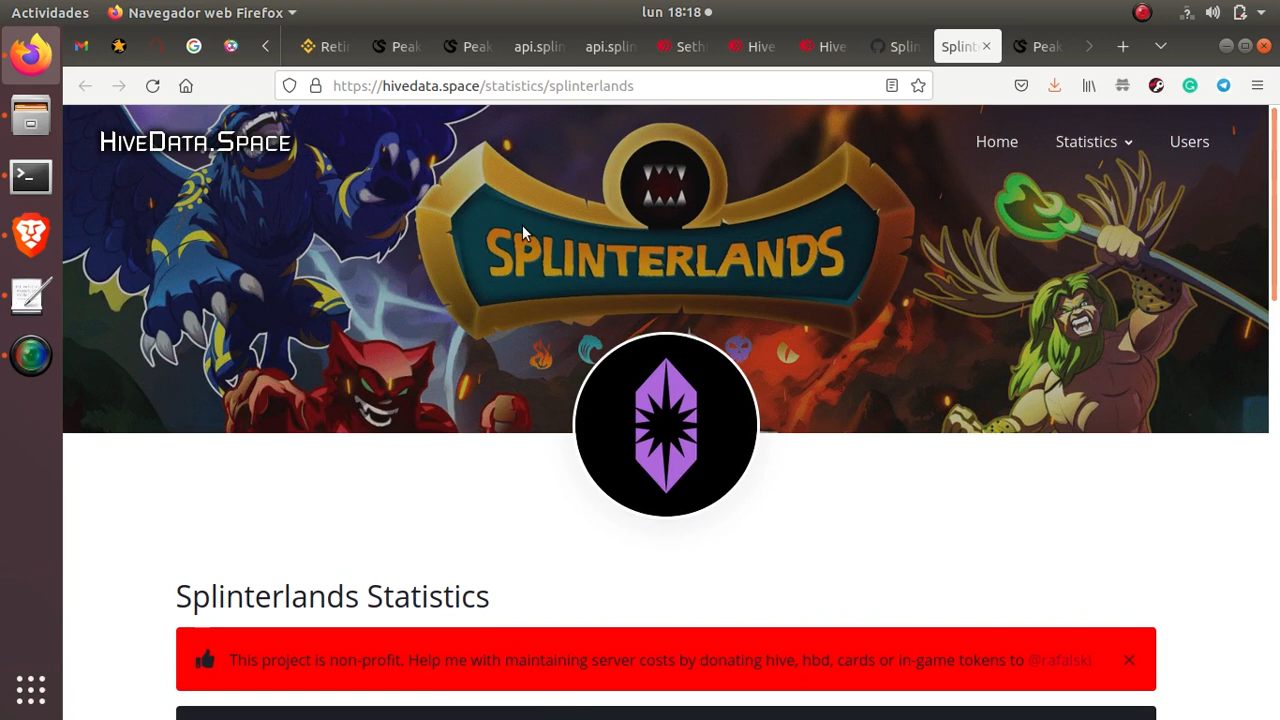 Actividades
Navegador web Firefox
lun 18:18
Retir
Peak
Peak
api.splin
api.splin
Seth
Hive
Hive
Splin
Splint
Peak
https://hivedata.space/statistics/splinterlands
HiveData.Space
Home
Statistics
Users
SPLINTERLANDS
Splinterlands Statistics
This project is non-profit. Help me with maintaining server costs by donating hive, hbd, cards or in-game tokens to @rafalski